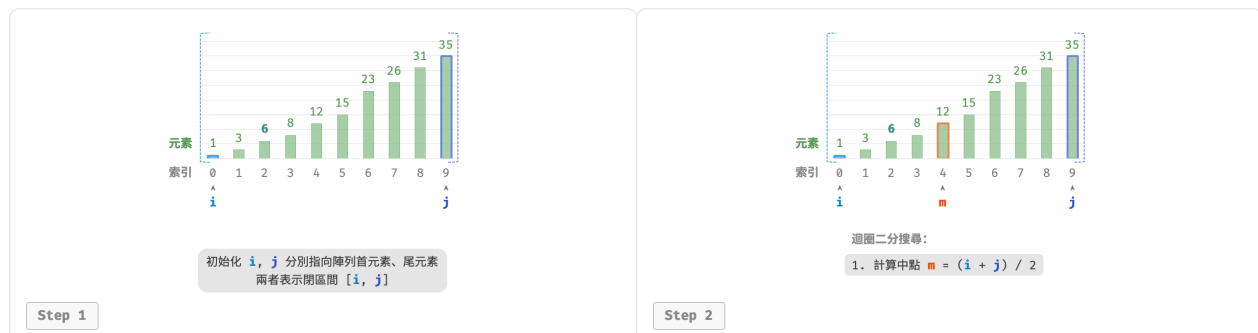 35
31
26
23
15
12
8
6
3
元素 1
索引 0 1 2 3 4 5 6 7 8 9
i j
初始化 i, j 分別指向陣列首元素、尾元素
兩者表示閉區間 [i, j]
Step 1
35
31
26
23
15
12
8
6
3
元素 1
索引 0 1 2 3 4 5 6 7 8 9
i m j
迴圈二分搜尋:
1. 計算中點 m = (i + j) / 2
Step 2